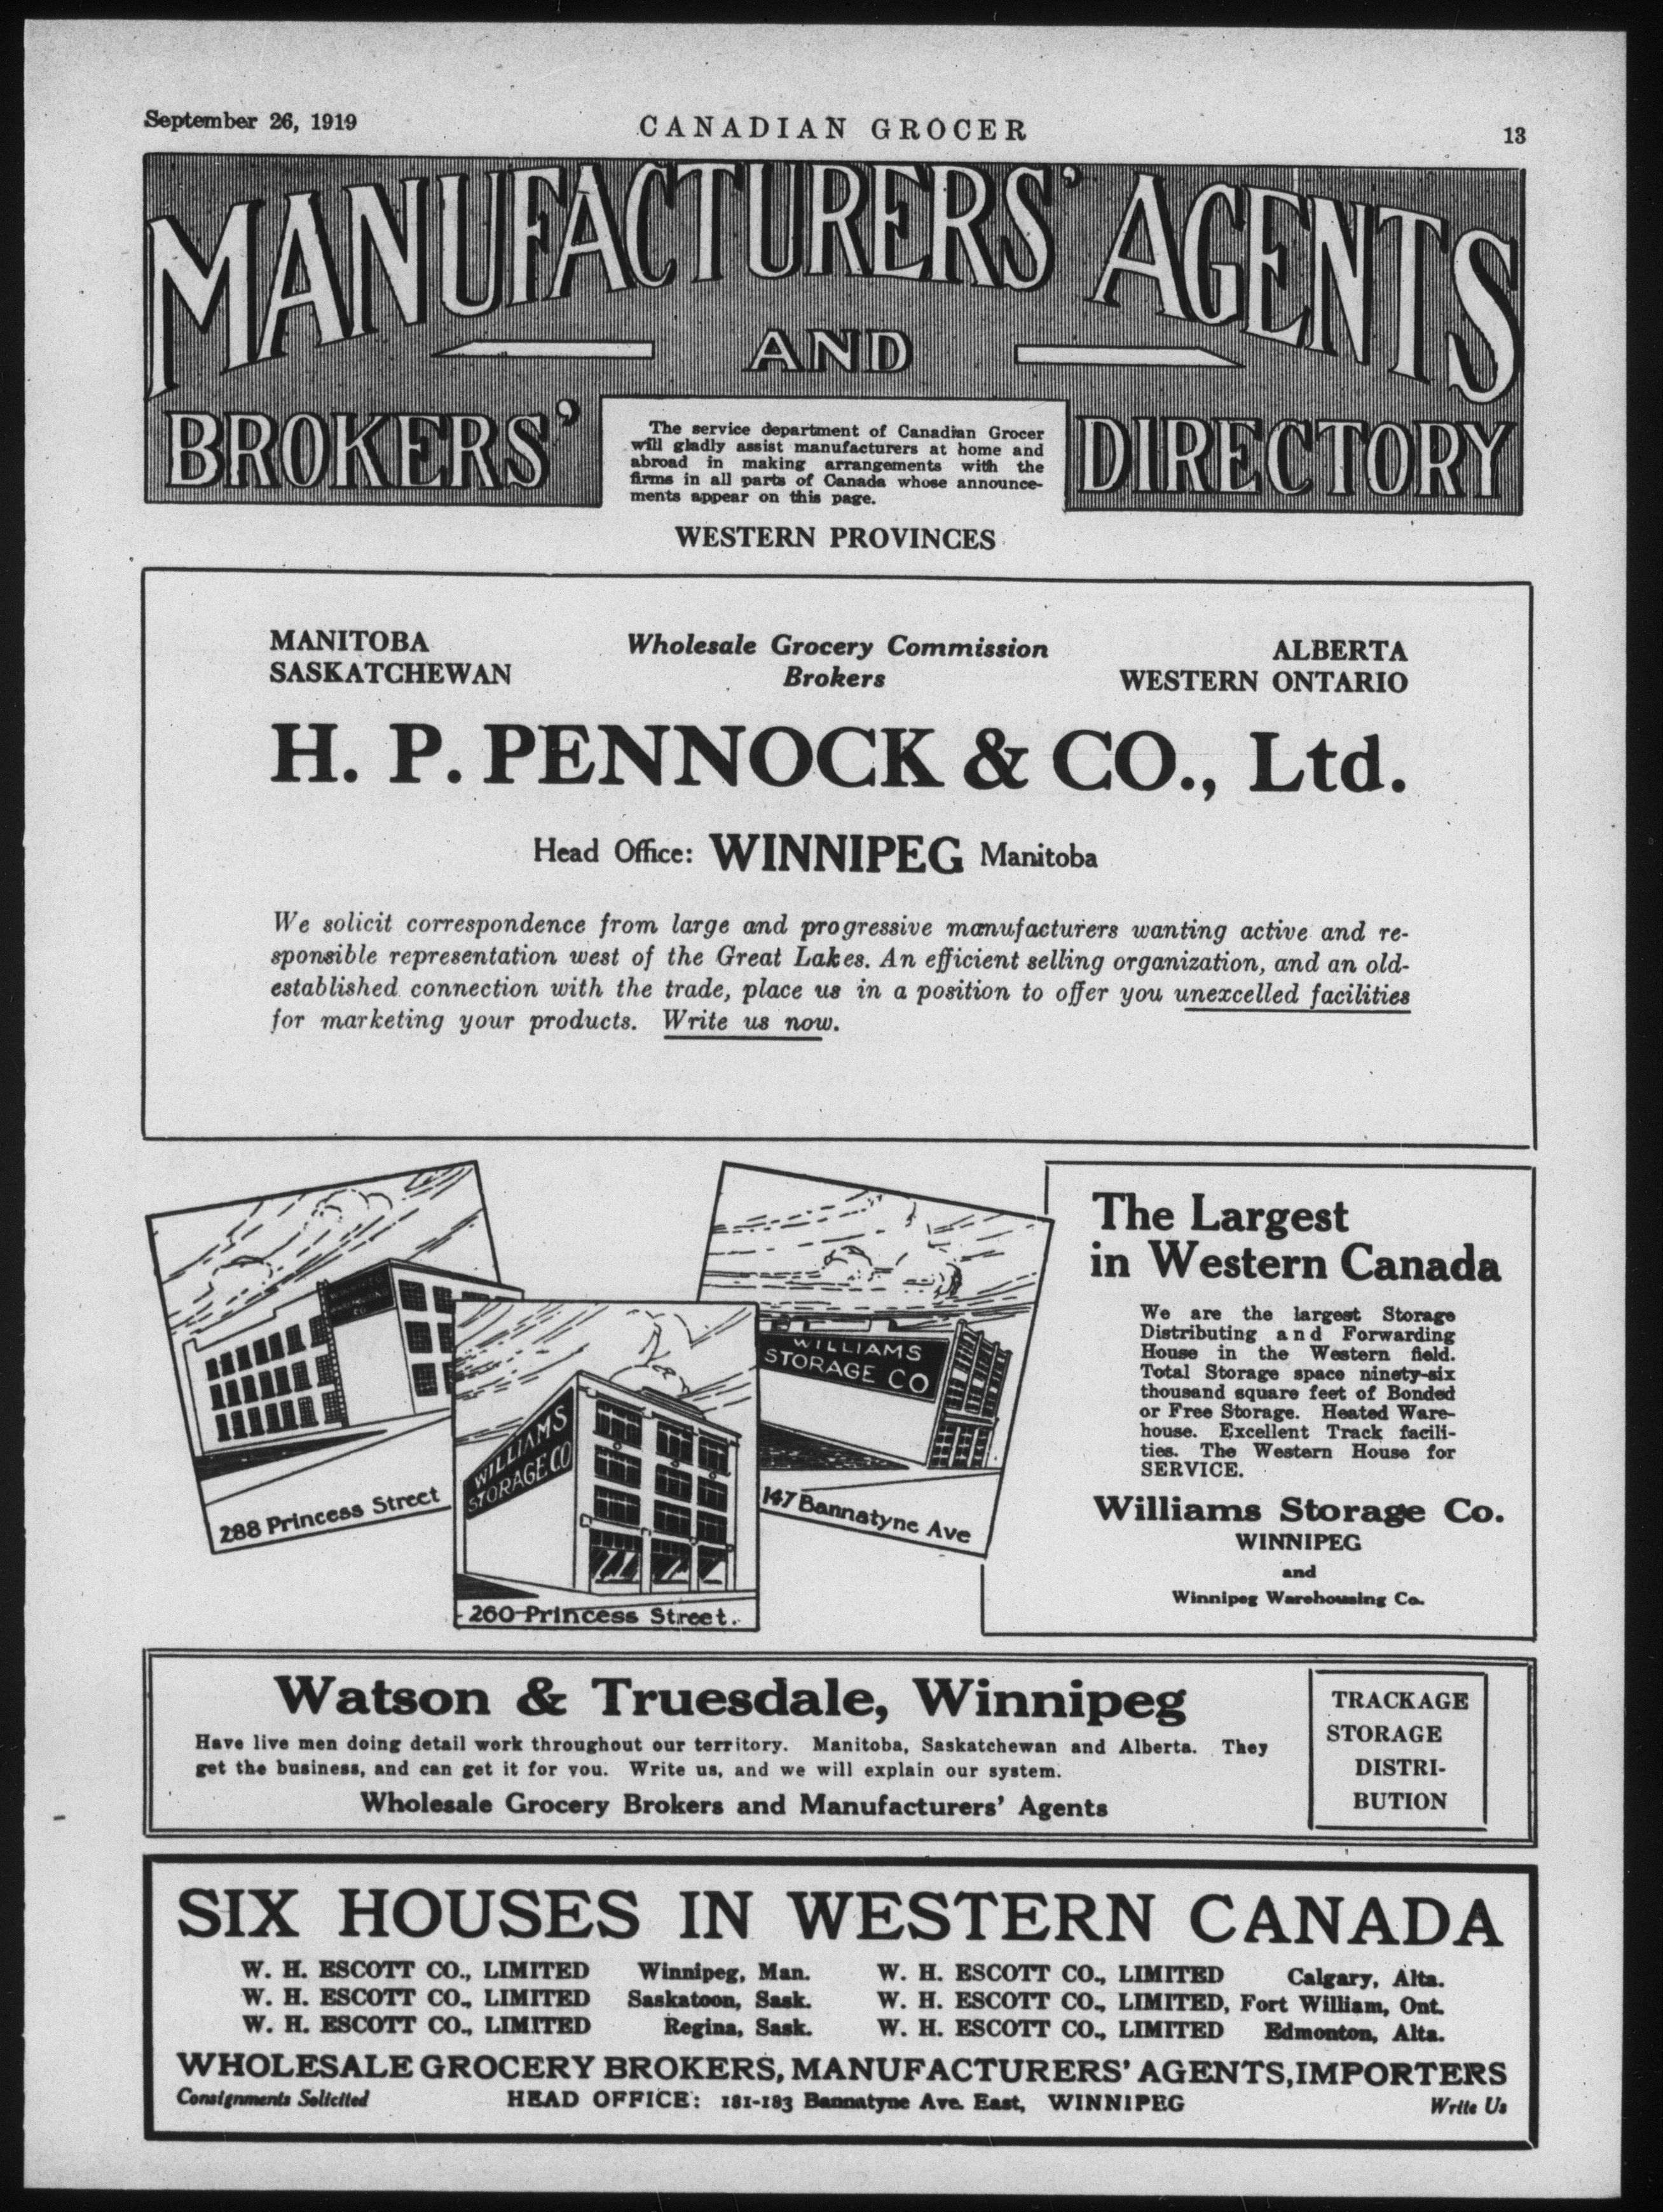 September 26, 1919
CANADIAN GROCER
13
MANUFACTURERS' AGENTS
AND
BROKERS'
DIRECTORY
The service department of Canadian Grocer
will gladly assist manufacturers at home and
abroad in making arrangements with the
firms in all parts of Canada whose announce-
ments appear on this page.
WESTERN PROVINCES
MANITOBA
SASKATCHEWAN
Wholesale Grocery Commission
Brokers
ALBERTA
WESTERN ONTARIO
H. P. PENNOCK & CO., Ltd.
Head Office: WINNIPEG Manitoba
We solicit correspondence from large and progressive manufacturers wanting active and re-
sponsible representation west of the Great Lakes. An efficient selling organization, and an old-
established connection with the trade, place us in a position to offer you unexcelled facilities
for marketing your products. Write us now.
WINNIPEG
WAREHOUSING
CO
288 Princess Street
WILLIAMS
STORAGE CO
260 Princess Street.
WILLIAMS
STORAGE CO
147 Bannatyne Ave
The Largest
in Western Canada
We are the largest Storage
Distributing and Forwarding
House in the Western field.
Total Storage space ninety-six
thousand square feet of Bonded
or Free Storage. Heated Ware-
house. Excellent Track facili-
ties. The Western House for
SERVICE.
Williams Storage Co.
WINNIPEG
and
Winnipeg Warehousing Co.
Watson & Truesdale, Winnipeg
Have live men doing detail work throughout our territory. Manitoba, Saskatchewan and Alberta. They
get the business, and can get it for you. Write us, and we will explain our system.
Wholesale Grocery Brokers and Manufacturers' Agents
TRACKAGE
STORAGE
DISTRI-
BUTION
SIX HOUSES IN WESTERN CANADA
W. H. ESCOTT CO., LIMITED Winnipeg, Man.
W. H. ESCOTT CO., LIMITED Saskatoon, Sask.
W. H. ESCOTT CO., LIMITED Regina, Sask.
W. H. ESCOTT CO., LIMITED Calgary, Alta.
W. H. ESCOTT CO., LIMITED, Fort William, Ont.
W. H. ESCOTT CO., LIMITED Edmonton, Alta.
WHOLESALE GROCERY BROKERS, MANUFACTURERS' AGENTS, IMPORTERS
Consignments Solicited HEAD OFFICE: 181-183 Bannatyne Ave. East, WINNIPEG Write Us